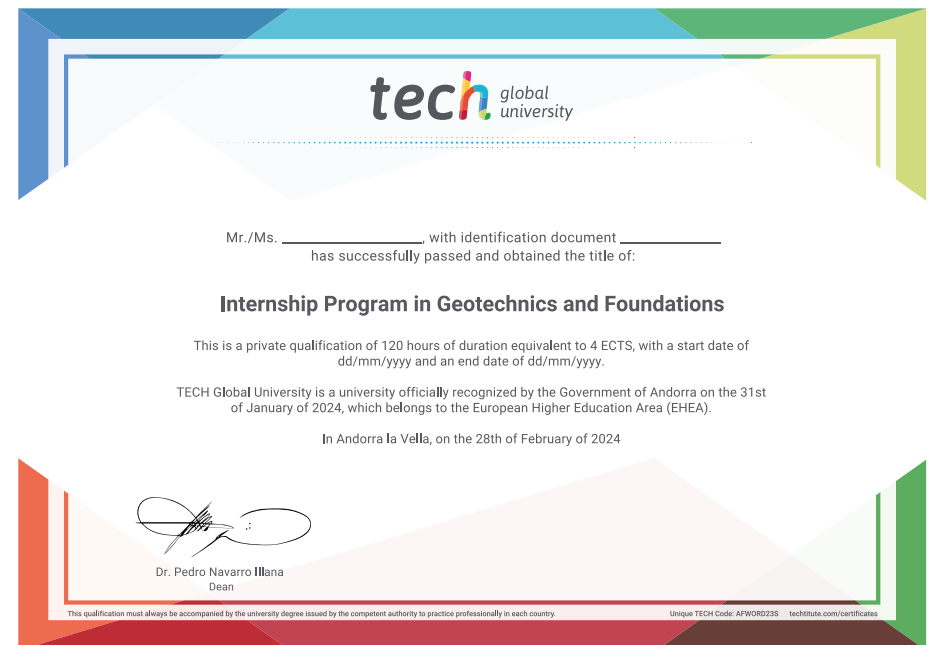 tech global university
Mr./Ms. ____________________, with identification document ______________
has successfully passed and obtained the title of:
Internship Program in Geotechnics and Foundations
This is a private qualification of 120 hours of duration equivalent to 4 ECTS, with a start date of
dd/mm/yyyy and an end date of dd/mm/yyyy.
TECH Global University is a university officially recognized by the Government of Andorra on the 31st
of January of 2024, which belongs to the European Higher Education Area (EHEA).
In Andorra la Vella, on the 28th of February of 2024
Dr. Pedro Navarro Illana
Dean
This qualification must always be accompanied by the university degree issued by the competent authority to practice professionally in each country.
Unique TECH Code: AFWORD23S techtitute.com/certificates